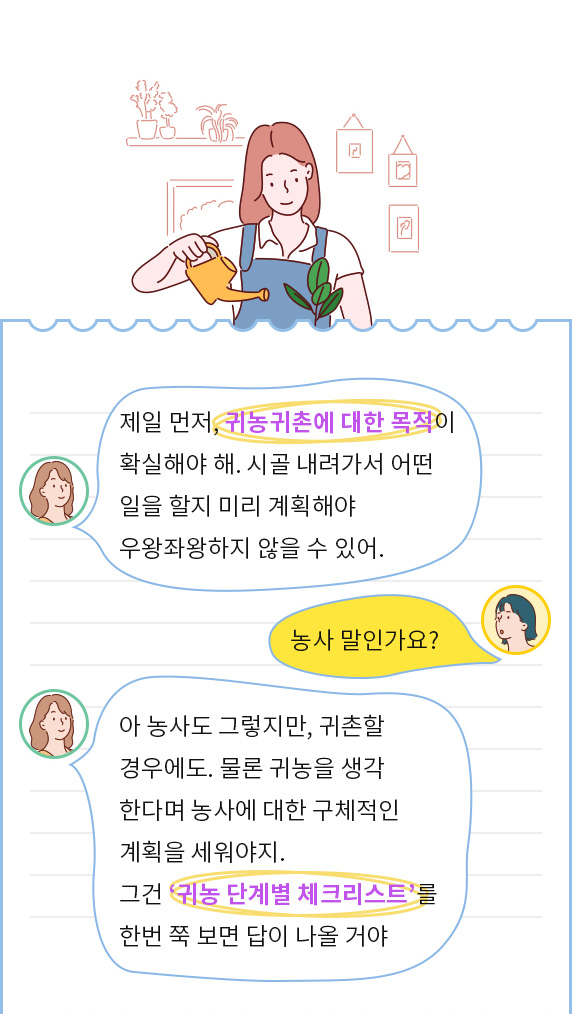 제일 먼저, 귀농귀촌에 대한 목적이
확실해야 해. 시골 내려가서 어떤
일을 할지 미리 계획해야
우왕좌왕하지 않을 수 있어.
농사 말인가요?
아 농사도 그렇지만, 귀촌할
경우에도. 물론 귀농을 생각
한다며 농사에 대한 구체적인
계획을 세워야지.
그건 ‘귀농 단계별 체크리스트’를
한번 쭉 보면 답이 나올 거야